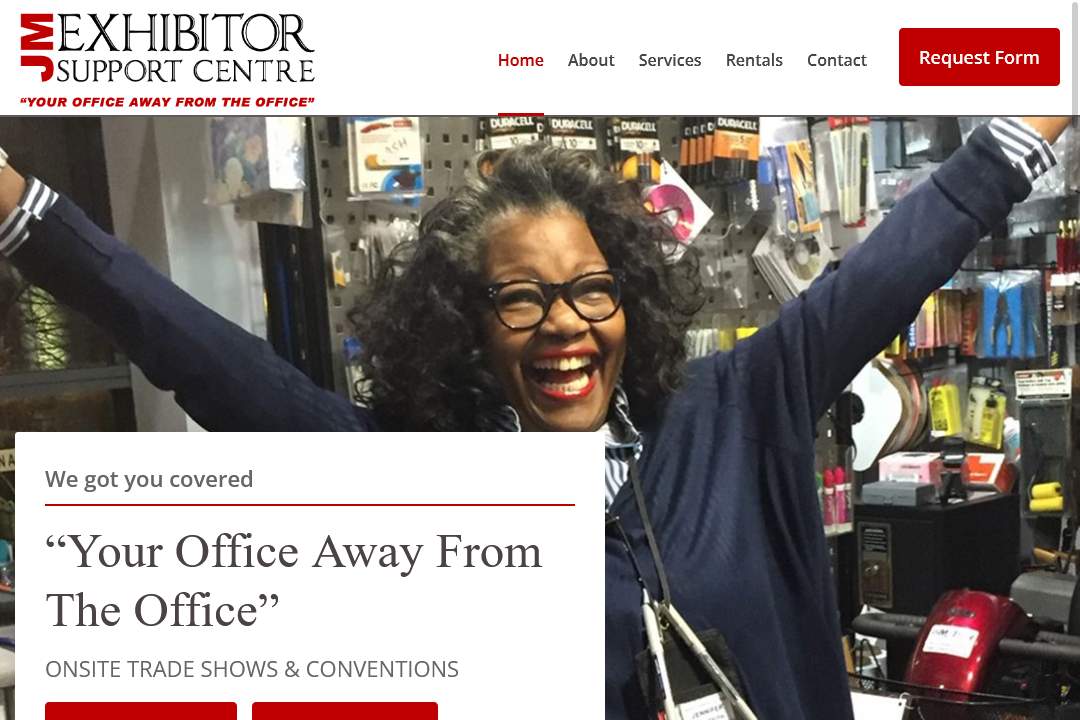 JM EXHIBITOR
SUPPORT CENTRE
“YOUR OFFICE AWAY FROM THE OFFICE”
Home About Services Rentals Contact Request Form
DURACELL DURACELL DURACELL DURACELL
We got you covered
“Your Office Away From
The Office”
ONSITE TRADE SHOWS & CONVENTIONS